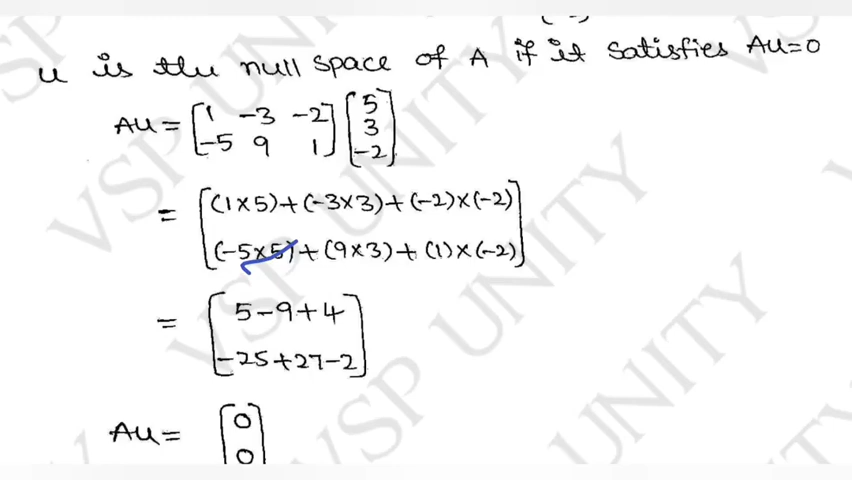 u is the null space of A if it satisfies Au=0
Au = [1 -3 -2
-5 9 1] [5
3
-2]
= [(1×5)+(-3×3)+(-2)×(-2)
(-5×5)+(9×3)+(1)×(-2)]
= [5-9+4
-25+27-2]
Au = [0
0]
VSP UNITY